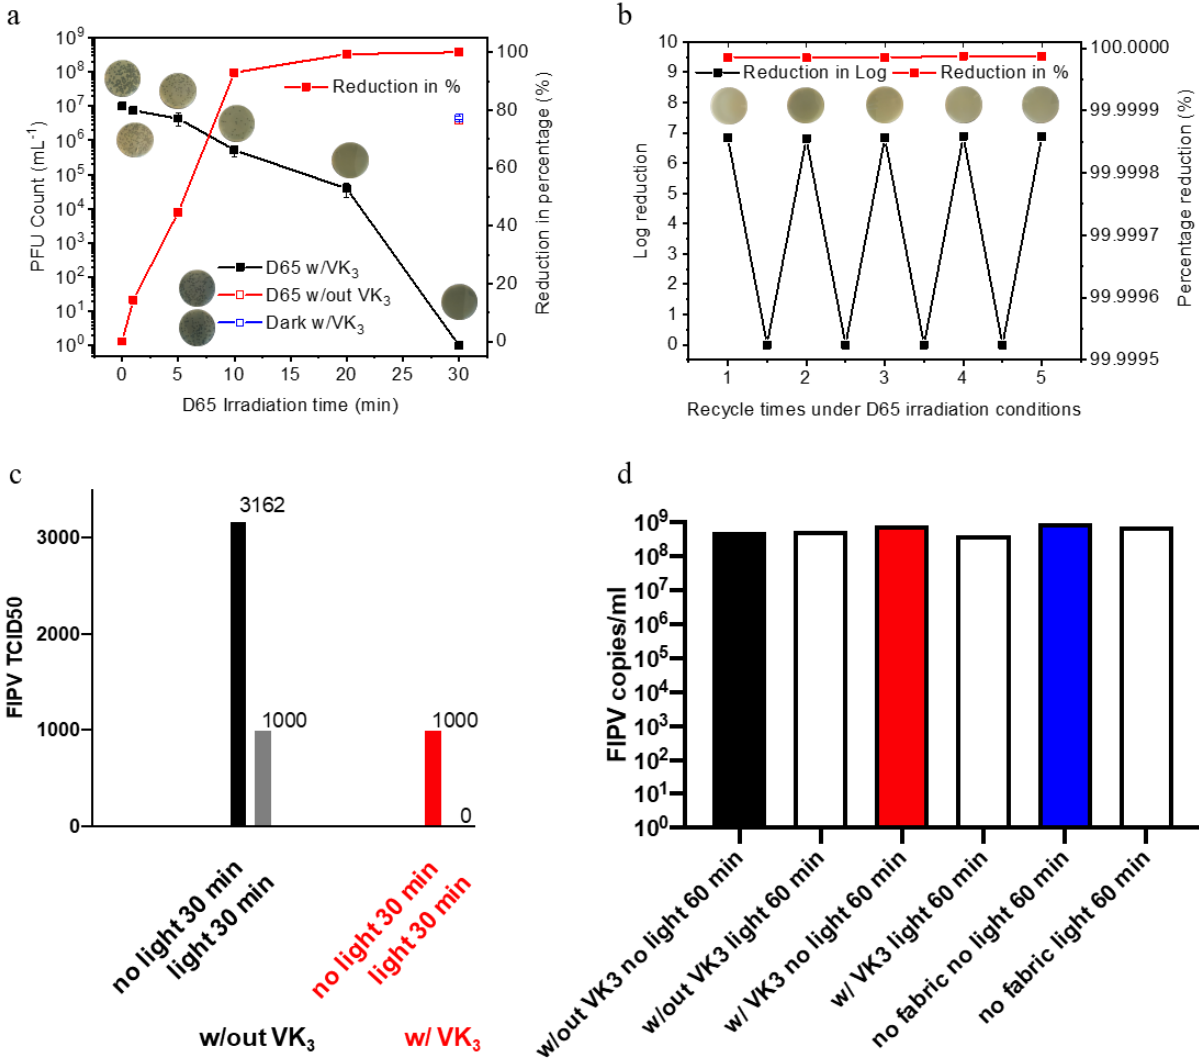 a
PFU Count (mL⁻¹)
10⁹
10⁸
10⁷
10⁶
10⁵
10⁴
10³
10²
10¹
10⁰
Reduction in %
D65 w/VK₃
D65 w/out VK₃
Dark w/VK₃
0 5 10 20 30
D65 Irradiation time (min)
100
80
60
40
20
0
Reduction in percentage (%)
b
Log reduction
10
9
8
7
6
5
4
3
2
1
0
Reduction in Log Reduction in %
1 2 3 4 5
Recycle times under D65 irradiation conditions
100.0000
99.9999
99.9998
99.9997
99.9996
99.9995
Percentage reduction (%)
c
FIPV TCID50
3000
2000
1000
0
3162
1000
1000
0
no light 30 min
light 30 min
no light 30 min
light 30 min
w/out VK₃
w/ VK₃
d
FIPV copies/ml
10⁹
10⁸
10⁷
10⁶
10⁵
10⁴
10³
10²
10¹
10⁰
w/out VK3 no light 60 min
w/out VK3 light 60 min
w/ VK3 no light 60 min
w/ VK3 light 60 min
no fabric no light 60 min
no fabric light 60 min